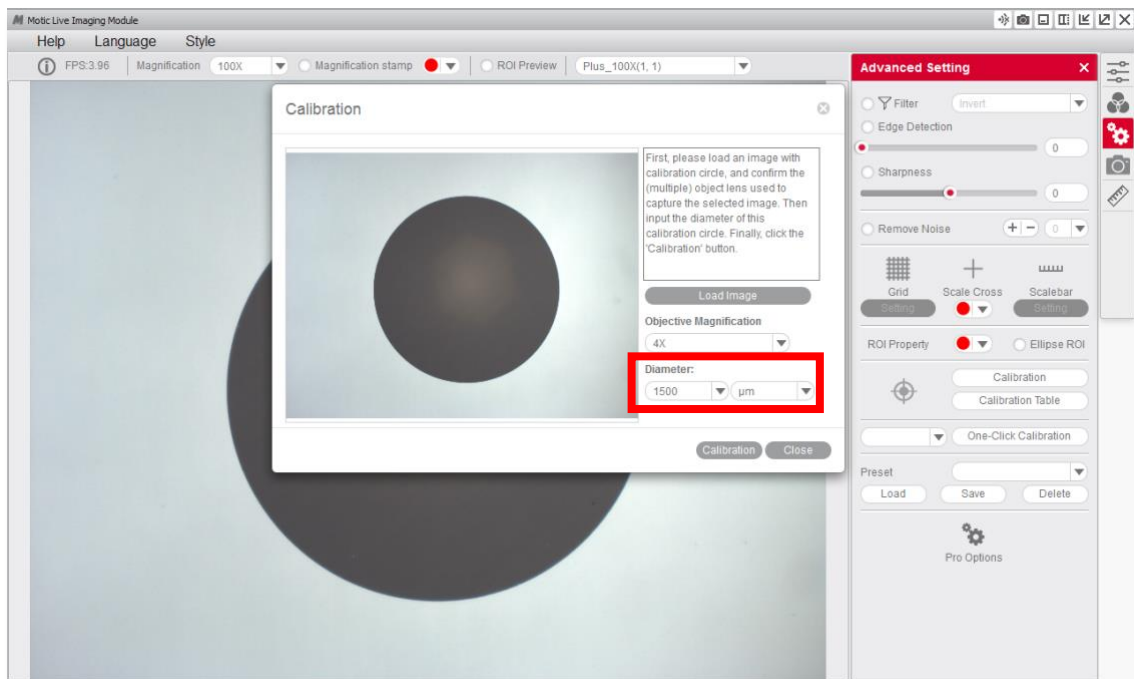 Motic Live Imaging Module
Help Language Style
FPS:3.96 Magnification 100X Magnification stamp ROI Preview Plus_100X(1, 1)
Calibration
First, please load an image with
calibration circle, and confirm the
(multiple) object lens used to
capture the selected image. Then
input the diameter of this
calibration circle. Finally, click the
'Calibration' button.
Load Image
Objective Magnification
4X
Diameter:
1500 µm
Calibration Close
Advanced Setting
Filter Invert
Edge Detection
0
Sharpness
0
Remove Noise + − 0
Grid Scale Cross Scalebar
Setting Setting
ROI Property Ellipse ROI
Calibration
Calibration Table
One-Click Calibration
Preset
Load Save Delete
Pro Options